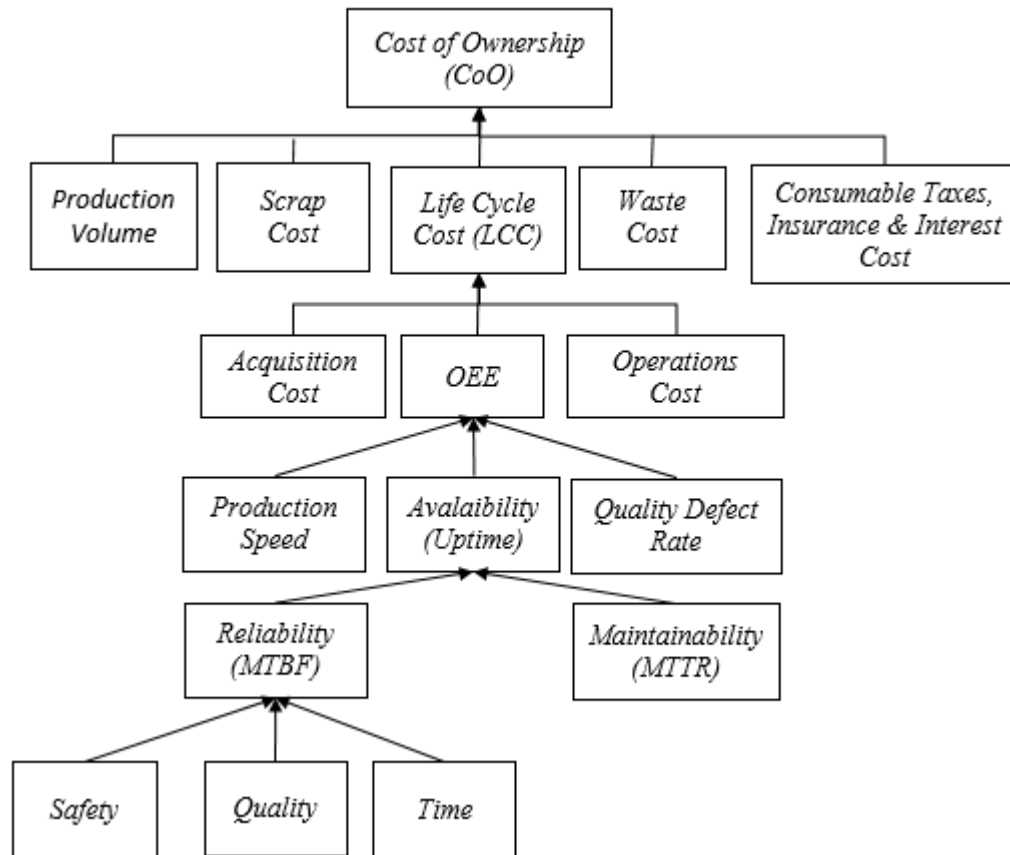 Cost of Ownership
(CoO)
Production
Volume
Scrap
Cost
Life Cycle
Cost (LCC)
Waste
Cost
Consumable Taxes,
Insurance & Interest
Cost
Acquisition
Cost
OEE
Operations
Cost
Production
Speed
Avalaibility
(Uptime)
Quality Defect
Rate
Reliability
(MTBF)
Maintainability
(MTTR)
Safety
Quality
Time